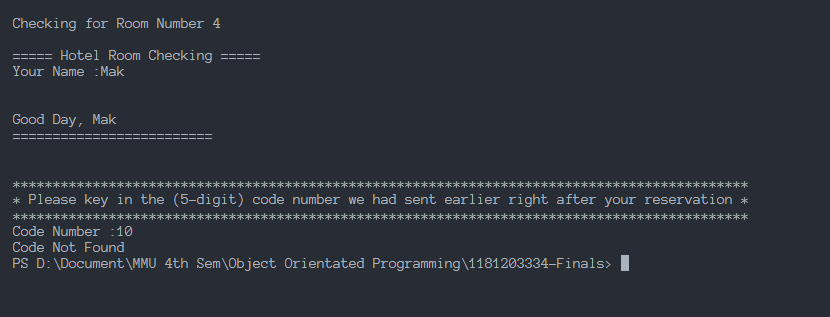 Checking for Room Number 4
===== Hotel Room Checking =====
Your Name :Mak
Good Day, Mak
=========================
********************************************************************************************
* Please key in the (5-digit) code number we had sent earlier right after your reservation *
********************************************************************************************
Code Number :10
Code Not Found
PS D:\Document\MMU 4th Sem\Object Orientated Programming\1181203334-Finals>